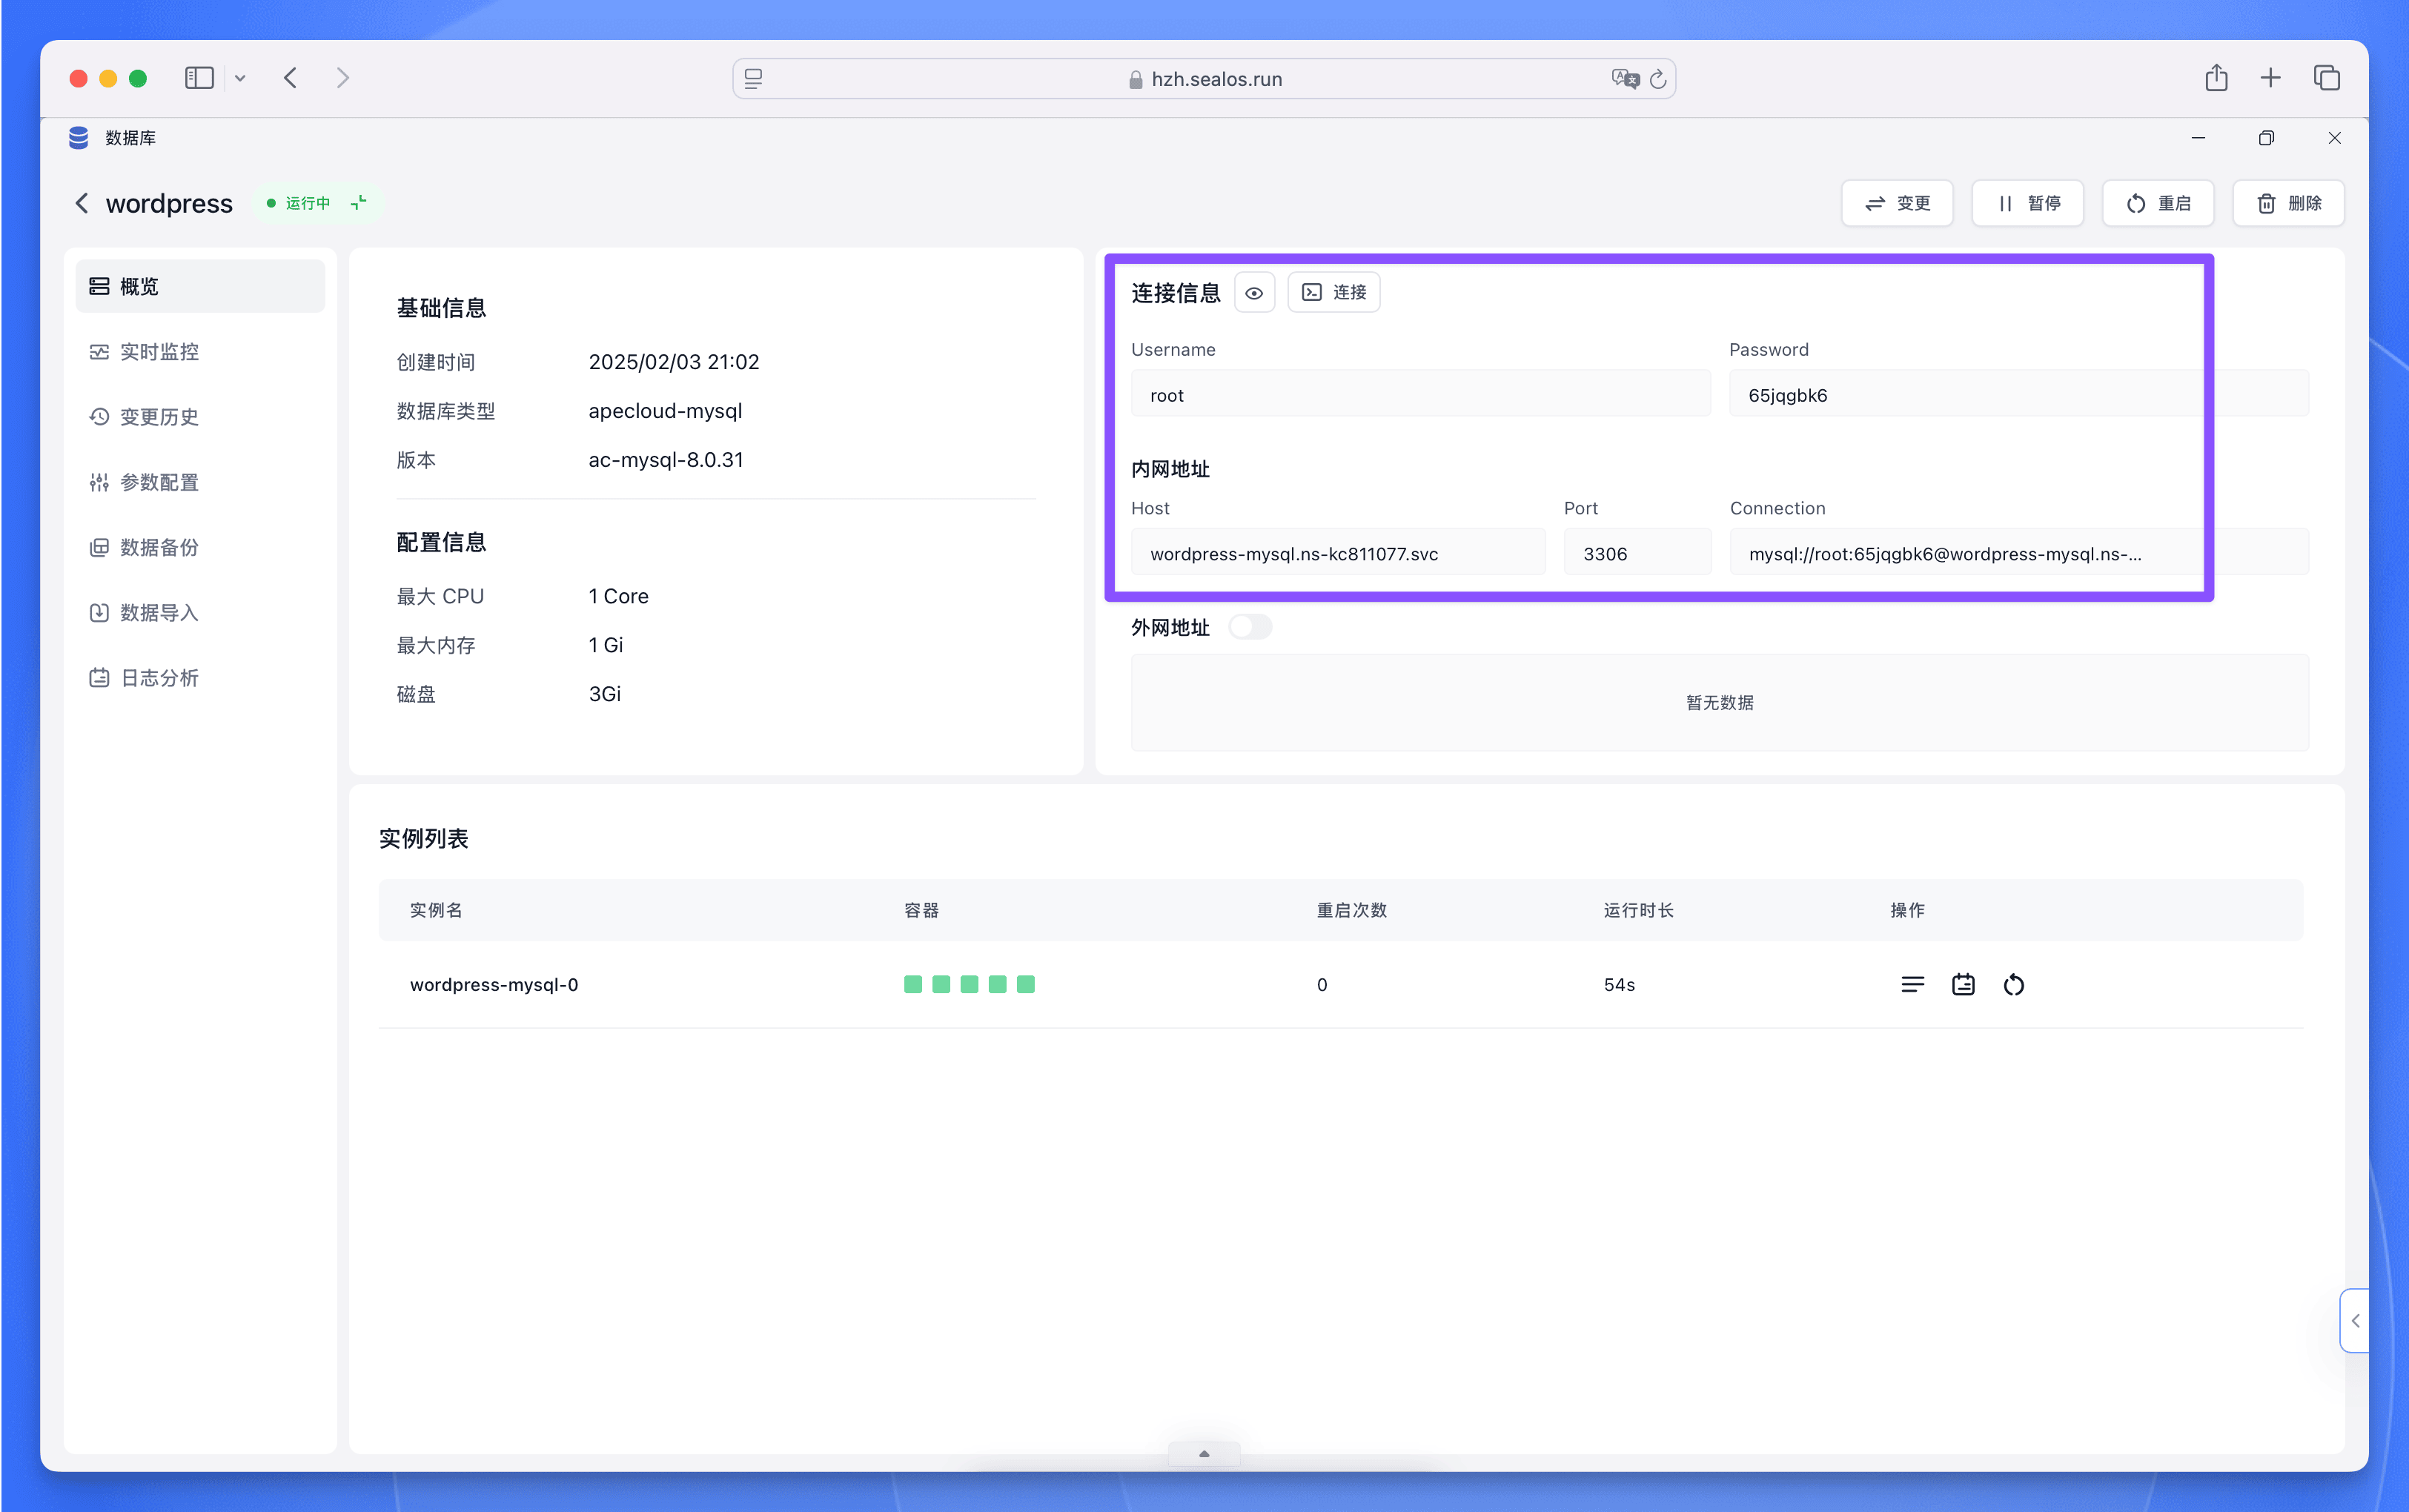 hzh.sealos.run
数据库
wordpress
运行中
变更
暂停
重启
删除
概览
实时监控
变更历史
参数配置
数据备份
数据导入
日志分析
基础信息
创建时间 2025/02/03 21:02
数据库类型 apecloud-mysql
版本 ac-mysql-8.0.31
配置信息
最大 CPU 1 Core
最大内存 1 Gi
磁盘 3Gi
连接信息 连接
Username Password
root 65jqgbk6
内网地址
Host Port Connection
wordpress-mysql.ns-kc811077.svc 3306 mysql://root:65jqgbk6@wordpress-mysql.ns-...
外网地址
暂无数据
实例列表
实例名 容器 重启次数 运行时长 操作
wordpress-mysql-0 0 54s